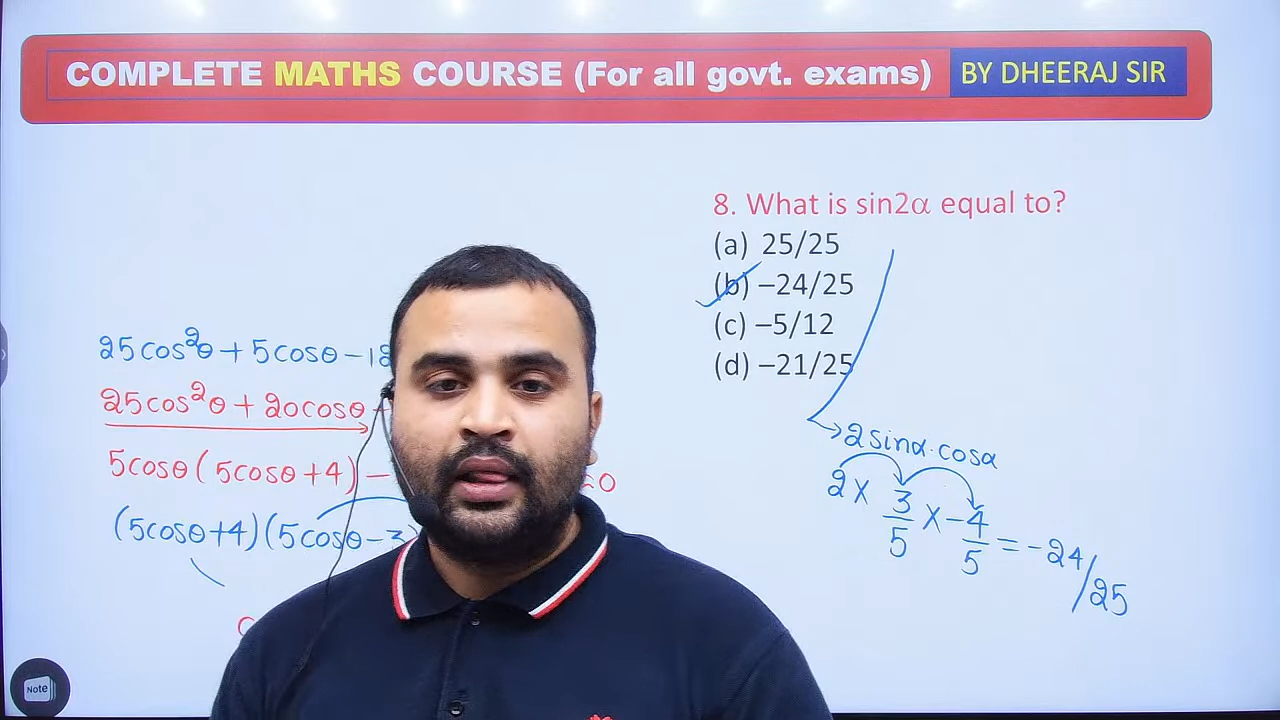 COMPLETE MATHS COURSE (For all govt. exams) BY DHEERAJ SIR
8. What is sin2α equal to?
(a) 25/25
(b) –24/25
(c) –5/12
(d) –21/25
25cos²θ + 5cosθ – 1
25cos²θ + 20cosθ
5cosθ(5cosθ+4) –
=0
(5cosθ+4)(5cosθ–3)
→ 2sinα·cosα
2 × 3/5 × –4/5 = –24/25
Note